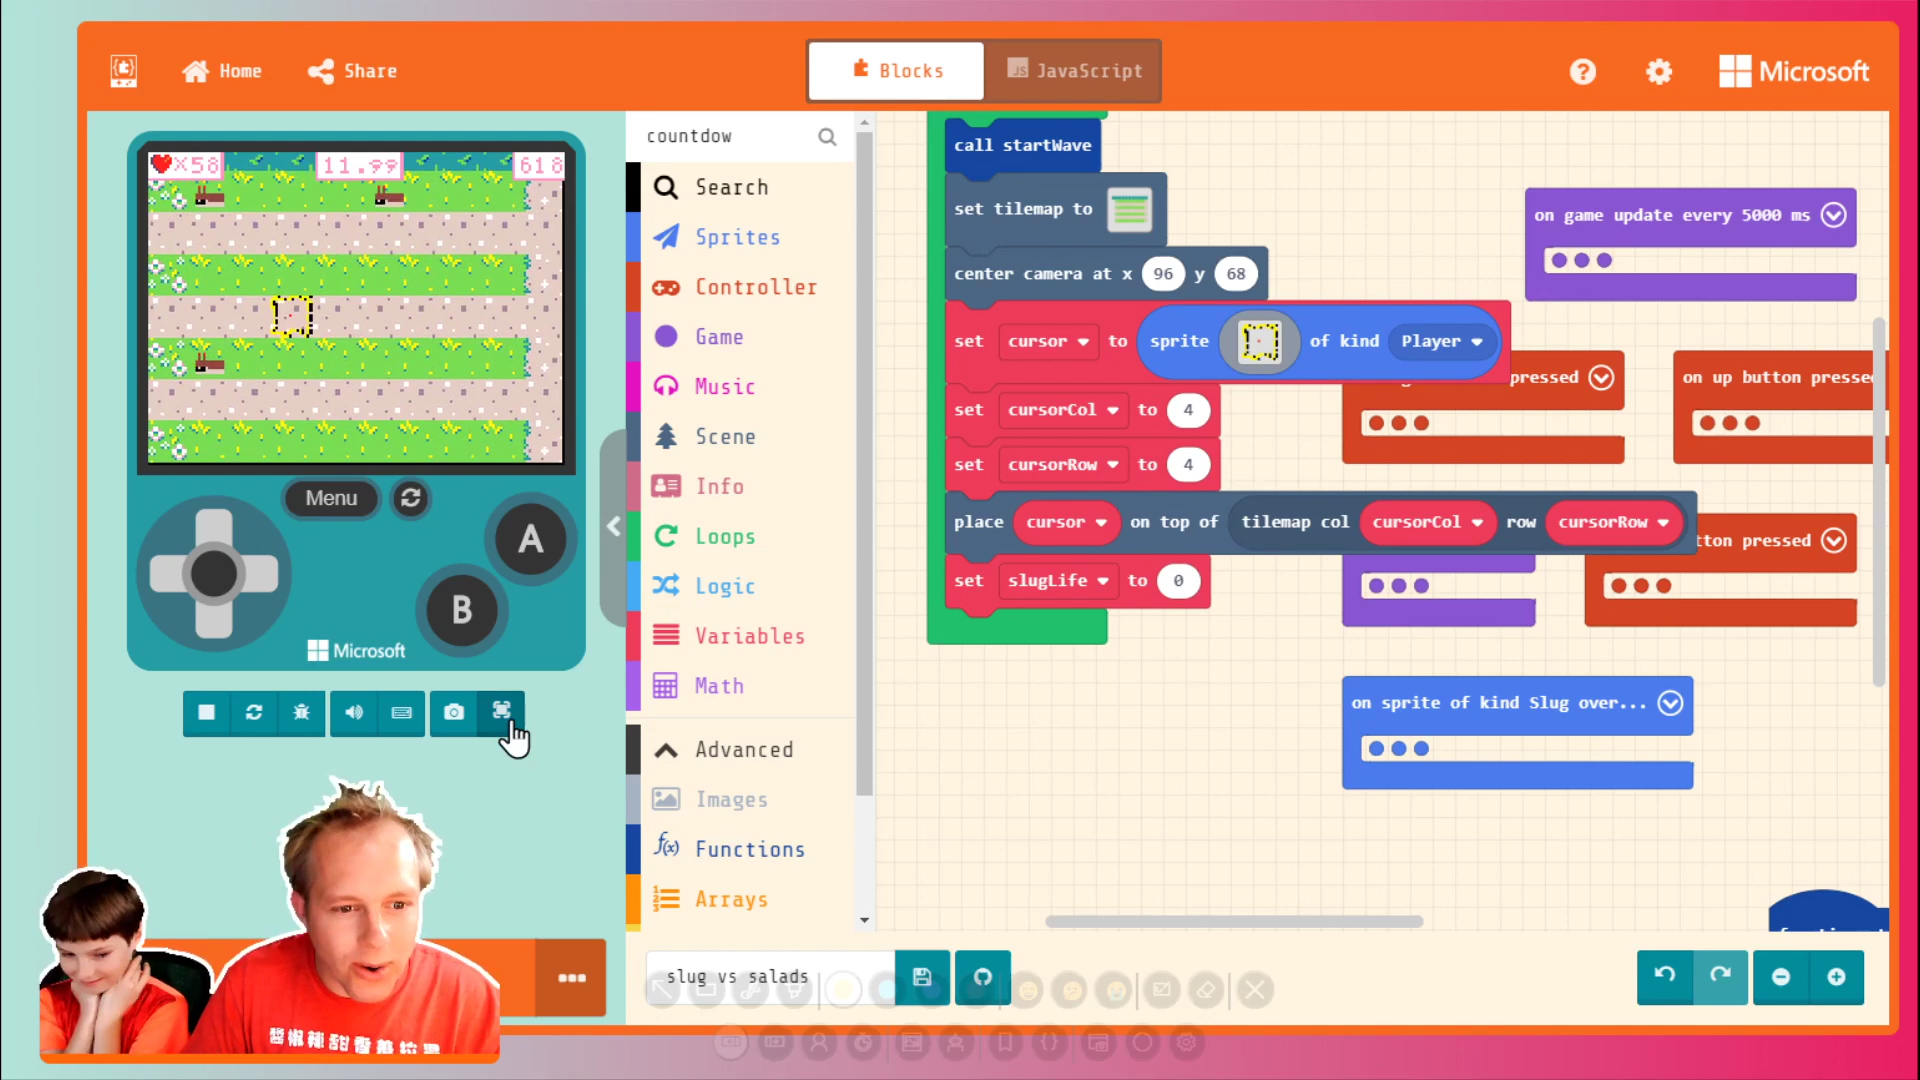 Home
Share
Blocks
JS JavaScript
?
Microsoft
×58
11.99
618
Menu
A
B
Microsoft
countdow
Search
Sprites
Controller
Game
Music
Scene
Info
Loops
Logic
Variables
Math
Advanced
Images
f(x) Functions
Arrays
call startWave
set tilemap to
center camera at x 96 y 68
set cursor to sprite of kind Player
set cursorCol to 4
set cursorRow to 4
place cursor on top of tilemap col cursorCol row cursorRow
set slugLife to 0
on game update every 5000 ms
pressed
on up button presse
tton pressed
on sprite of kind Slug over...
slug vs salads